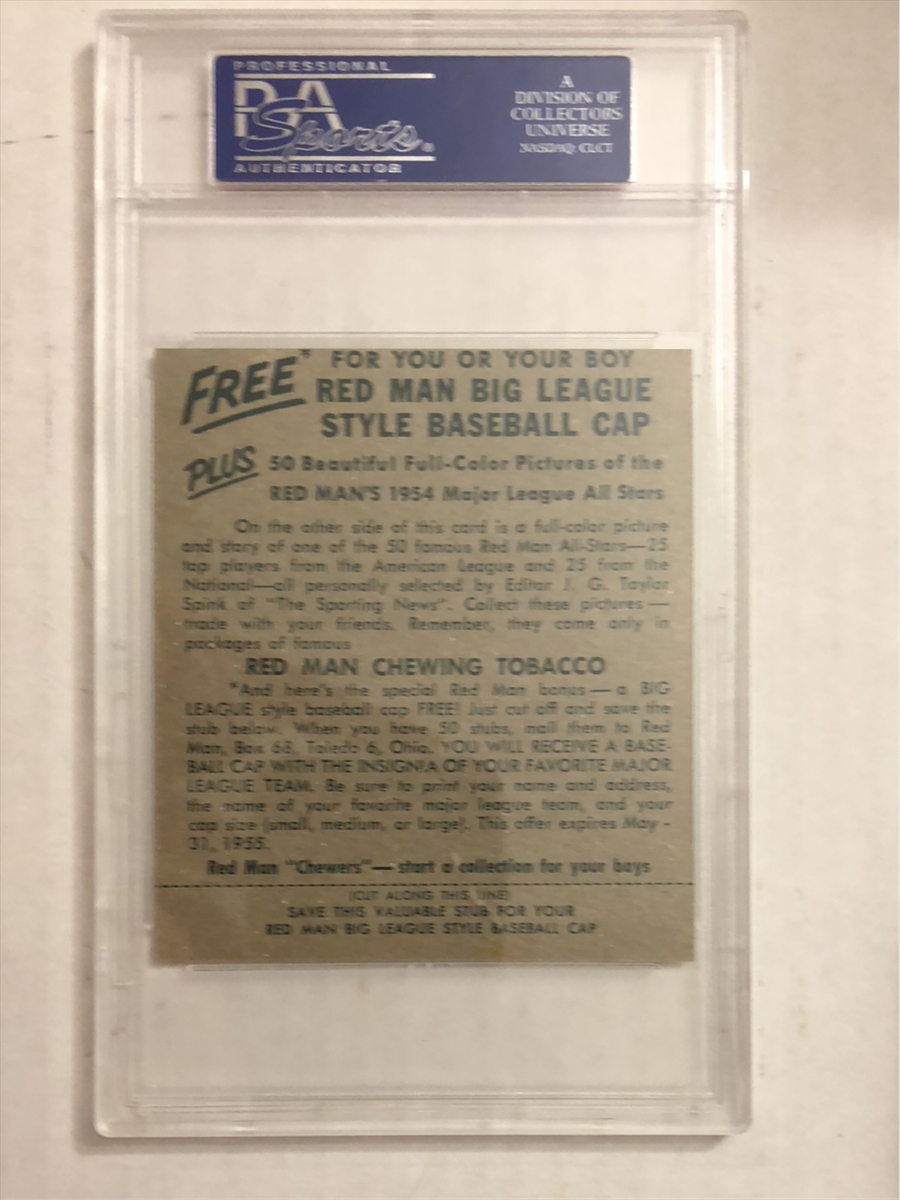 PROFESSIONAL
PSA
Sports
AUTHENTICATOR
A
DIVISION OF
COLLECTORS
UNIVERSE
NASDAQ: CLCT
FREE* FOR YOU OR YOUR BOY
RED MAN BIG LEAGUE
STYLE BASEBALL CAP
PLUS 50 Beautiful Full-Color Pictures of the
RED MAN'S 1954 Major League All Stars
On the other side of this card is a full-color picture
and story of one of the 50 famous Red Man All-Stars—25
top players from the American League and 25 from the
National—all personally selected by Editor J. G. Taylor
Spink of "The Sporting News". Collect these pictures—
trade with your friends. Remember, they come only in
packages of famous
RED MAN CHEWING TOBACCO
*And here's the special Red Man bonus—a BIG
LEAGUE style baseball cap FREE! Just cut off and save the
stub below. When you have 50 stubs, mail them to Red
Man, Box 68, Toledo 6, Ohio. YOU WILL RECEIVE A BASE-
BALL CAP WITH THE INSIGNIA OF YOUR FAVORITE MAJOR
LEAGUE TEAM. Be sure to print your name and address,
the name of your favorite major league team, and your
cap size (small, medium, or large). This offer expires May
31, 1955.
Red Man "Chewers"—start a collection for your boys
(CUT ALONG THIS LINE)
SAVE THIS VALUABLE STUB FOR YOUR
RED MAN BIG LEAGUE STYLE BASEBALL CAP